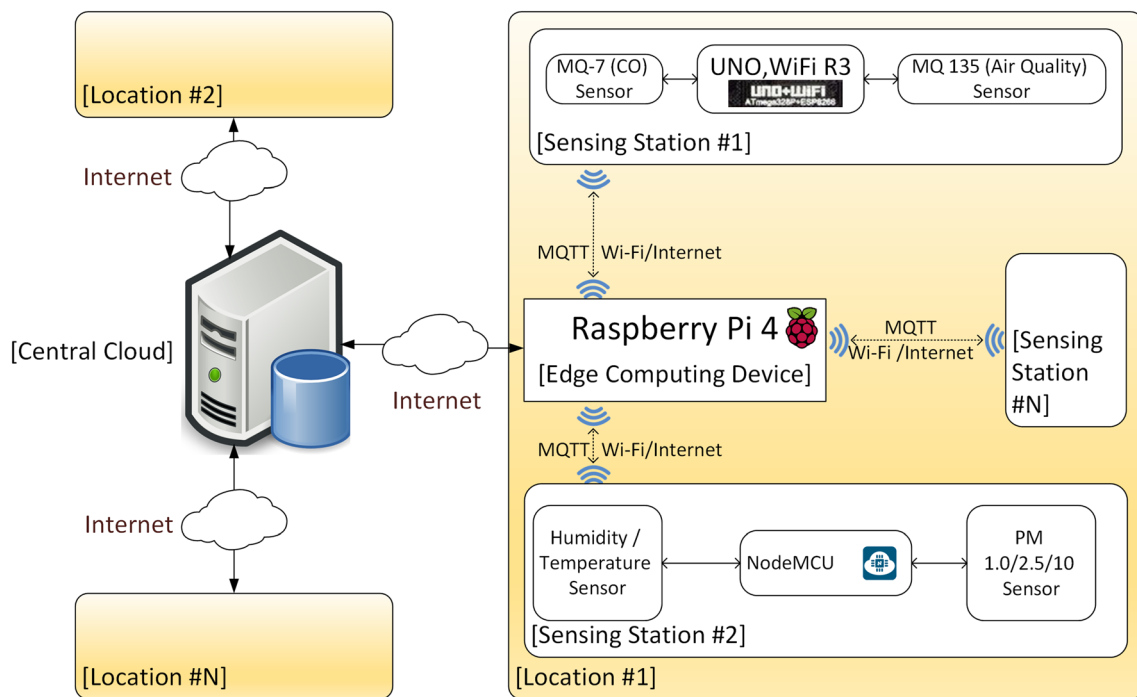 [Location #2]
Internet
[Central Cloud]
Internet
Internet
[Location #N]
MQ-7 (CO)
Sensor
UNO,WiFi R3
UNO+WiFi
ATmega328P+ESP8266
MQ 135 (Air Quality)
Sensor
[Sensing Station #1]
MQTT Wi-Fi/Internet
Raspberry Pi 4
[Edge Computing Device]
MQTT
Wi-Fi /Internet
[Sensing
Station
#N]
MQTT Wi-Fi/Internet
Humidity /
Temperature
Sensor
NodeMCU
PM
1.0/2.5/10
Sensor
[Sensing Station #2]
[Location #1]